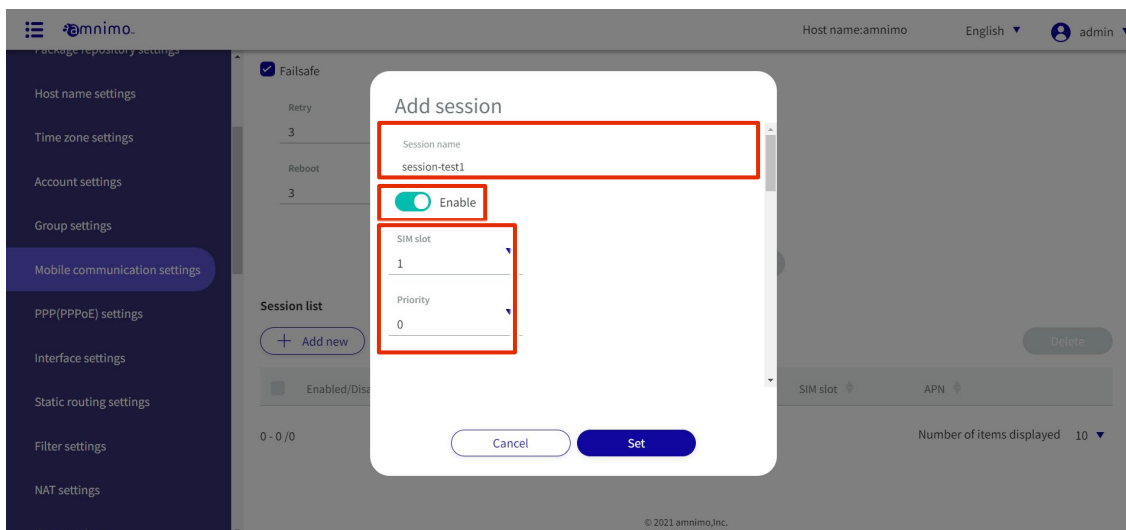 amnimo
Host name:amnimo
English
admin
Package repository settings
Host name settings
Time zone settings
Account settings
Group settings
Mobile communication settings
PPP(PPPoE) settings
Interface settings
Static routing settings
Filter settings
NAT settings
Failsafe
Retry
3
Reboot
3
Session list
+ Add new
Delete
Enabled/Disa
SIM slot
APN
0 - 0 /0
Number of items displayed 10
Add session
Session name
session-test1
Enable
SIM slot
1
Priority
0
Cancel
Set
© 2021 amnimo,Inc.